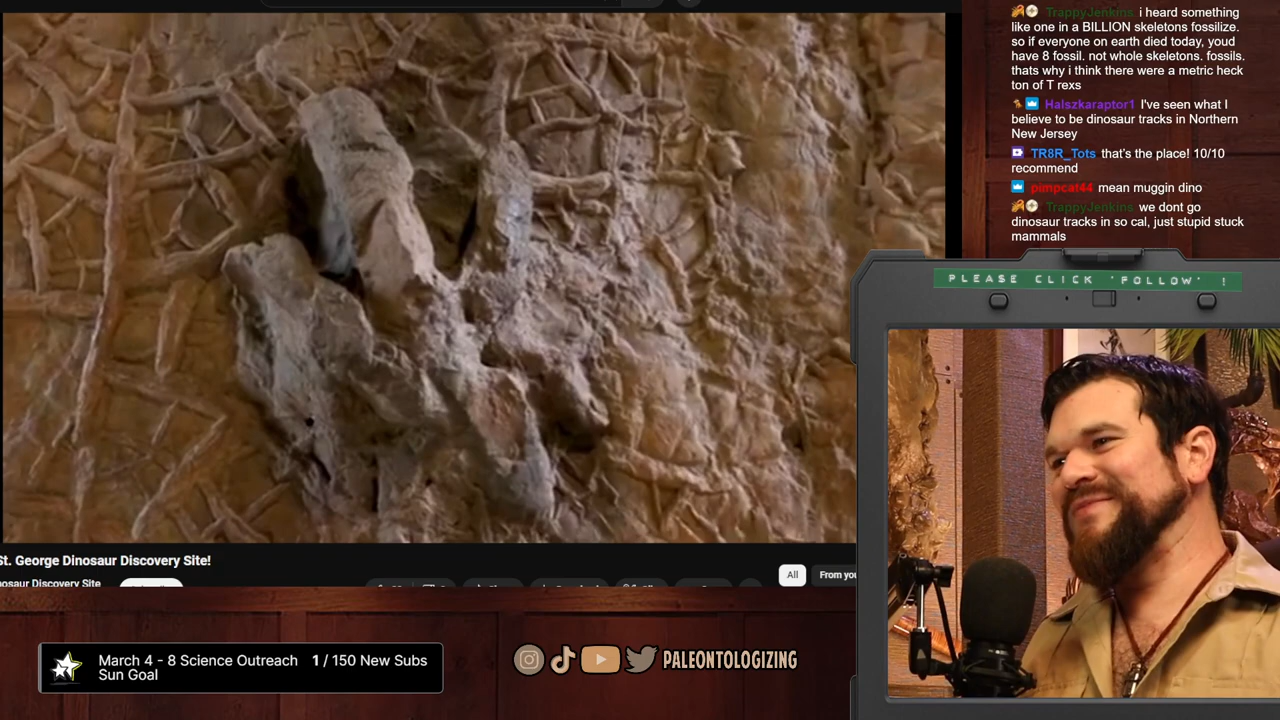 TrappyJenkins i heard something
like one in a BILLION skeletons fossilize.
so if everyone on earth died today, youd
have 8 fossil. not whole skeletons. fossils.
thats why i think there were a metric heck
ton of T rexs
Halszkaraptor1 I've seen what I
believe to be dinosaur tracks in Northern
New Jersey
TR8R_Tots that's the place! 10/10
recommend
pimpcat44 mean muggin dino
TrappyJenkins we dont go
dinosaur tracks in so cal, just stupid stuck
mammals
PLEASE CLICK "FOLLOW" !
St. George Dinosaur Discovery Site!
nosaur Discovery Site
All
From you
March 4 - 8 Science Outreach 1 / 150 New Subs
Sun Goal
PALEONTOLOGIZING